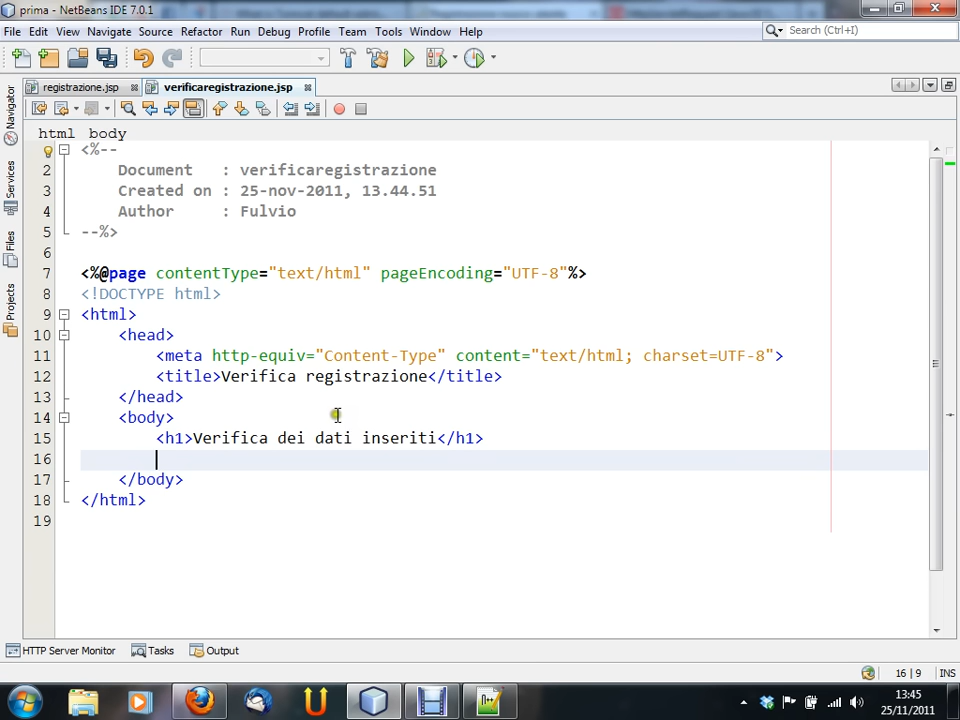 prima - NetBeans IDE 7.0.1
File Edit View Navigate Source Refactor Run Debug Profile Team Tools Window Help
Search (Ctrl+I)
registrazione.jsp
verificaregistrazione.jsp
html body
<%--
2 Document : verificaregistrazione
3 Created on : 25-nov-2011, 13.44.51
4 Author : Fulvio
5 --%>
6
7 <%@page contentType="text/html" pageEncoding="UTF-8"%>
8 <!DOCTYPE html>
9 <html>
10 <head>
11 <meta http-equiv="Content-Type" content="text/html; charset=UTF-8">
12 <title>Verifica registrazione</title>
13 </head>
14 <body>
15 <h1>Verifica dei dati inseriti</h1>
16
17 </body>
18 </html>
19
Navigator
Services
Files
Projects
HTTP Server Monitor
Tasks
Output
16 | 9
INS
13:45
25/11/2011